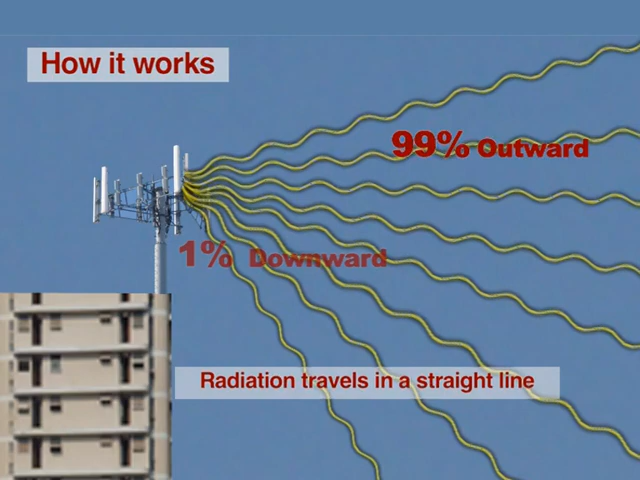 How it works
99% Outward
1% Downward
Radiation travels in a straight line